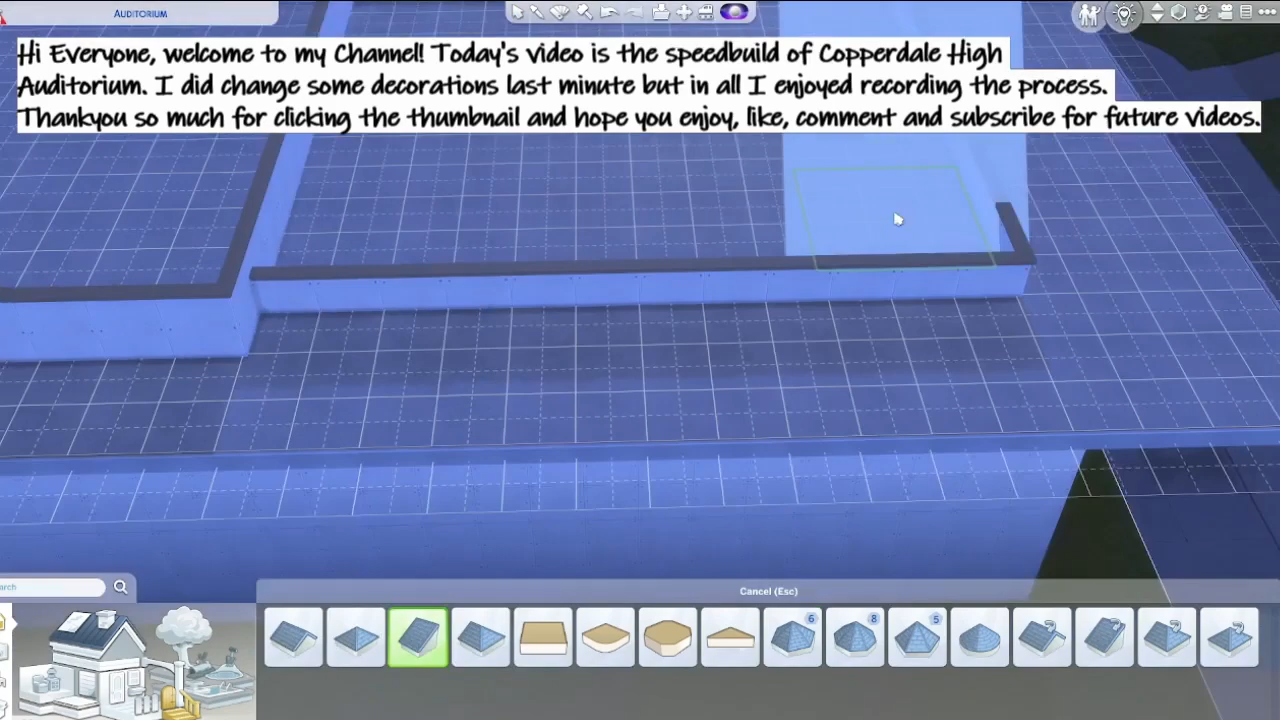 AUDITORIUM
Hi Everyone, welcome to my Channel! Today's video is the speedbuild of Copperdale High
Auditorium. I did change some decorations last minute but in all I enjoyed recording the process.
Thankyou so much for clicking the thumbnail and hope you enjoy, like, comment and subscribe for future videos.
Cancel (Esc)
earch
6
8
5